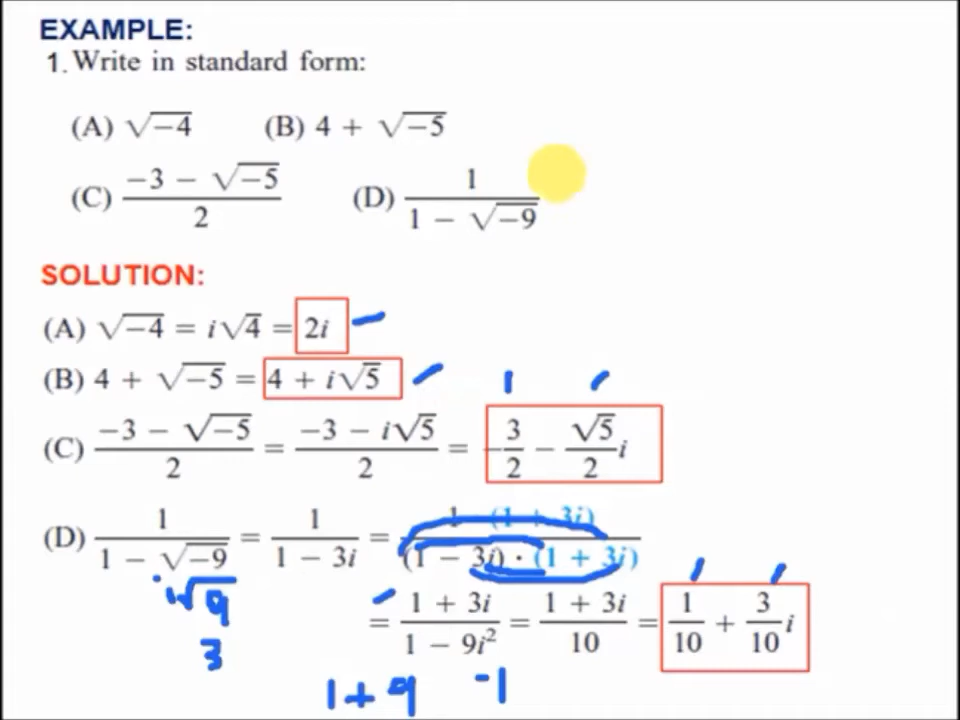 EXAMPLE:
1. Write in standard form:
(A) √−4 (B) 4 + √−5
(C) (−3 − √−5)/2 (D) 1/(1 − √−9)
SOLUTION:
(A) √−4 = i√4 = 2i
(B) 4 + √−5 = 4 + i√5
(C) (−3 − √−5)/2 = (−3 − i√5)/2 = −3/2 − (√5/2)i
(D) 1/(1 − √−9) = 1/(1 − 3i) = 1 (1 + 3i)/((1 − 3i) · (1 + 3i))
= (1 + 3i)/(1 − 9i²) = (1 + 3i)/10 = 1/10 + (3/10)i
i√9
3
1 + 9 −1